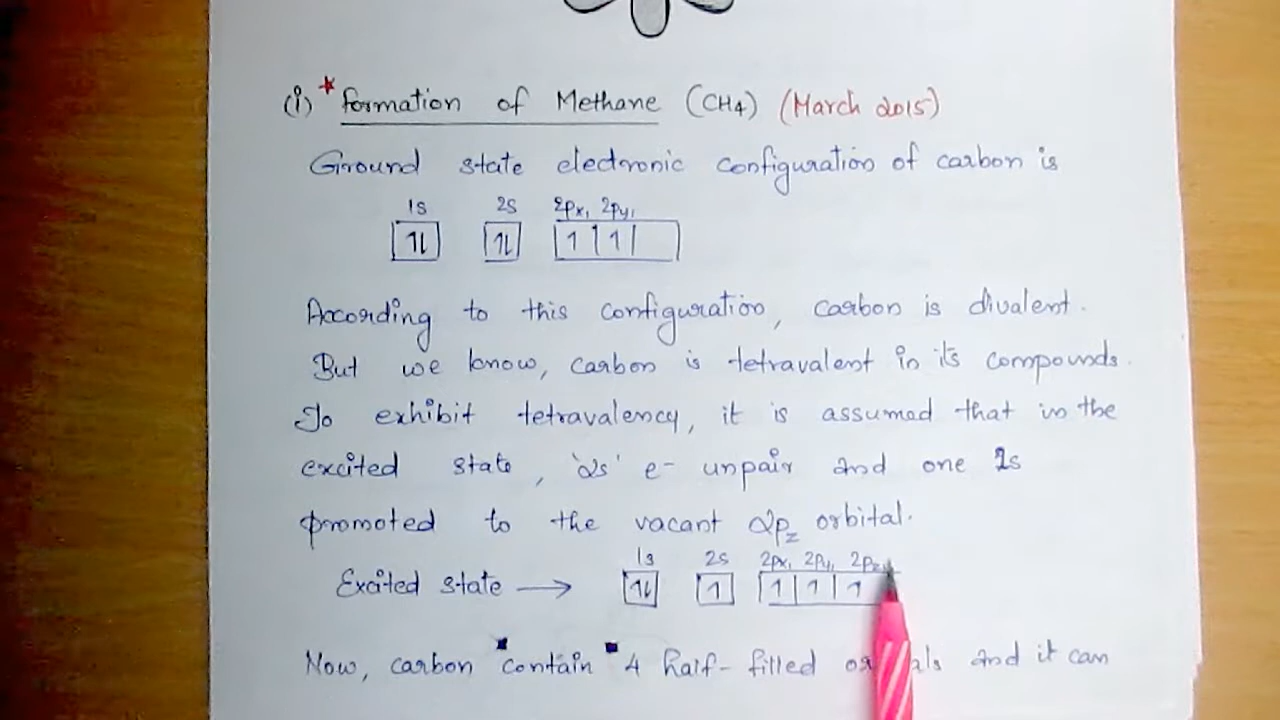 (i) * Formation of Methane (CH4) (March 2015)
Ground state electronic configuration of carbon is
1s 2s 2px1 2py1
1l 1l 1 1
According to this configuration, carbon is divalent.
But we know, carbon is tetravalent in its compounds.
To exhibit tetravalency, it is assumed that in the
excited state, '2s' e- unpair and one 2s
promoted to the vacant 2pz orbital.
1s 2s 2px1 2py1 2pz
Excited state → 1l 1 1 1 1
Now, carbon contain 4 half-filled and it can